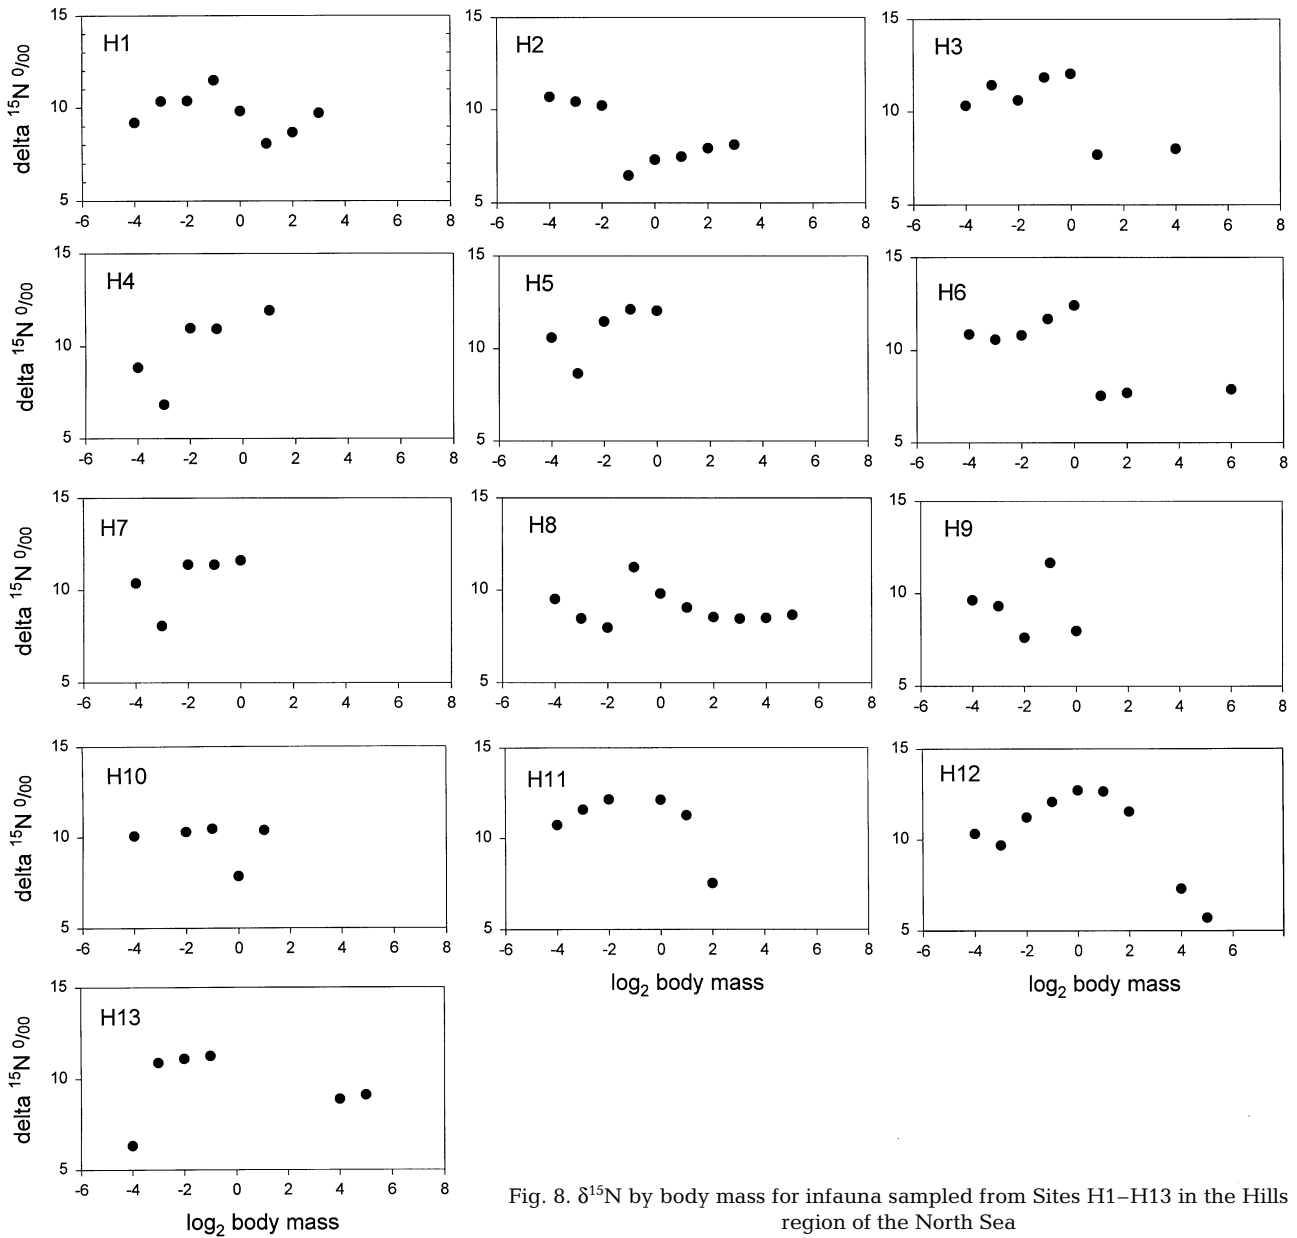 H1
15
10
5
delta ¹⁵N ⁰/₀₀
-6 -4 -2 0 2 4 6 8
H2
15
10
5
-6 -4 -2 0 2 4 6 8
H3
15
10
5
-6 -4 -2 0 2 4 6 8
H4
15
10
5
delta ¹⁵N ⁰/₀₀
-6 -4 -2 0 2 4 6 8
H5
15
10
5
-6 -4 -2 0 2 4 6 8
H6
15
10
5
-6 -4 -2 0 2 4 6 8
H7
15
10
5
delta ¹⁵N ⁰/₀₀
-6 -4 -2 0 2 4 6 8
H8
15
10
5
-6 -4 -2 0 2 4 6 8
H9
15
10
5
-6 -4 -2 0 2 4 6 8
H10
15
10
5
delta ¹⁵N ⁰/₀₀
-6 -4 -2 0 2 4 6 8
H11
15
10
5
-6 -4 -2 0 2 4 6 8
log₂ body mass
H12
15
10
5
-6 -4 -2 0 2 4 6 8
log₂ body mass
H13
15
10
5
delta ¹⁵N ⁰/₀₀
-6 -4 -2 0 2 4 6 8
log₂ body mass
Fig. 8. δ¹⁵N by body mass for infauna sampled from Sites H1–H13 in the Hills
region of the North Sea